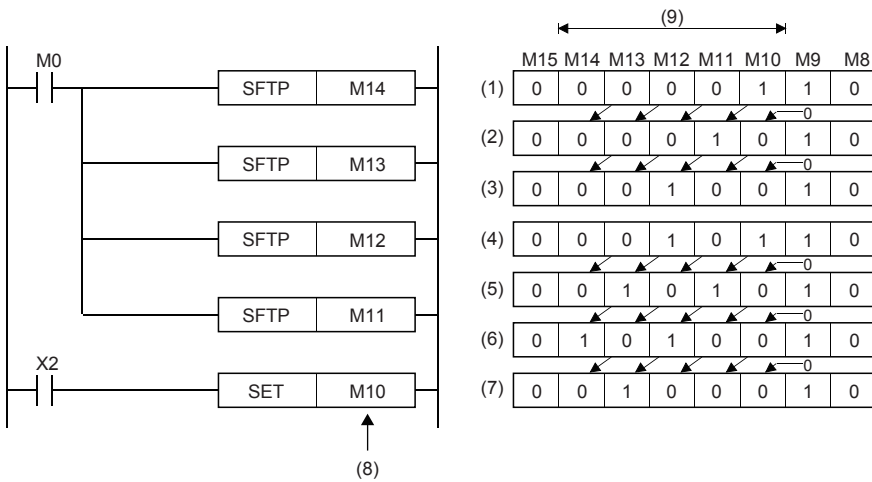 (9)
M0
SFTP M14
SFTP M13
SFTP M12
SFTP M11
X2
SET M10
(8)
M15 M14 M13 M12 M11 M10 M9 M8
(1) 0 0 0 0 0 1 1 0
0
(2) 0 0 0 0 1 0 1 0
0
(3) 0 0 0 1 0 0 1 0
(4) 0 0 0 1 0 1 1 0
0
(5) 0 0 1 0 1 0 1 0
0
(6) 0 1 0 1 0 0 1 0
0
(7) 0 0 1 0 0 0 1 0